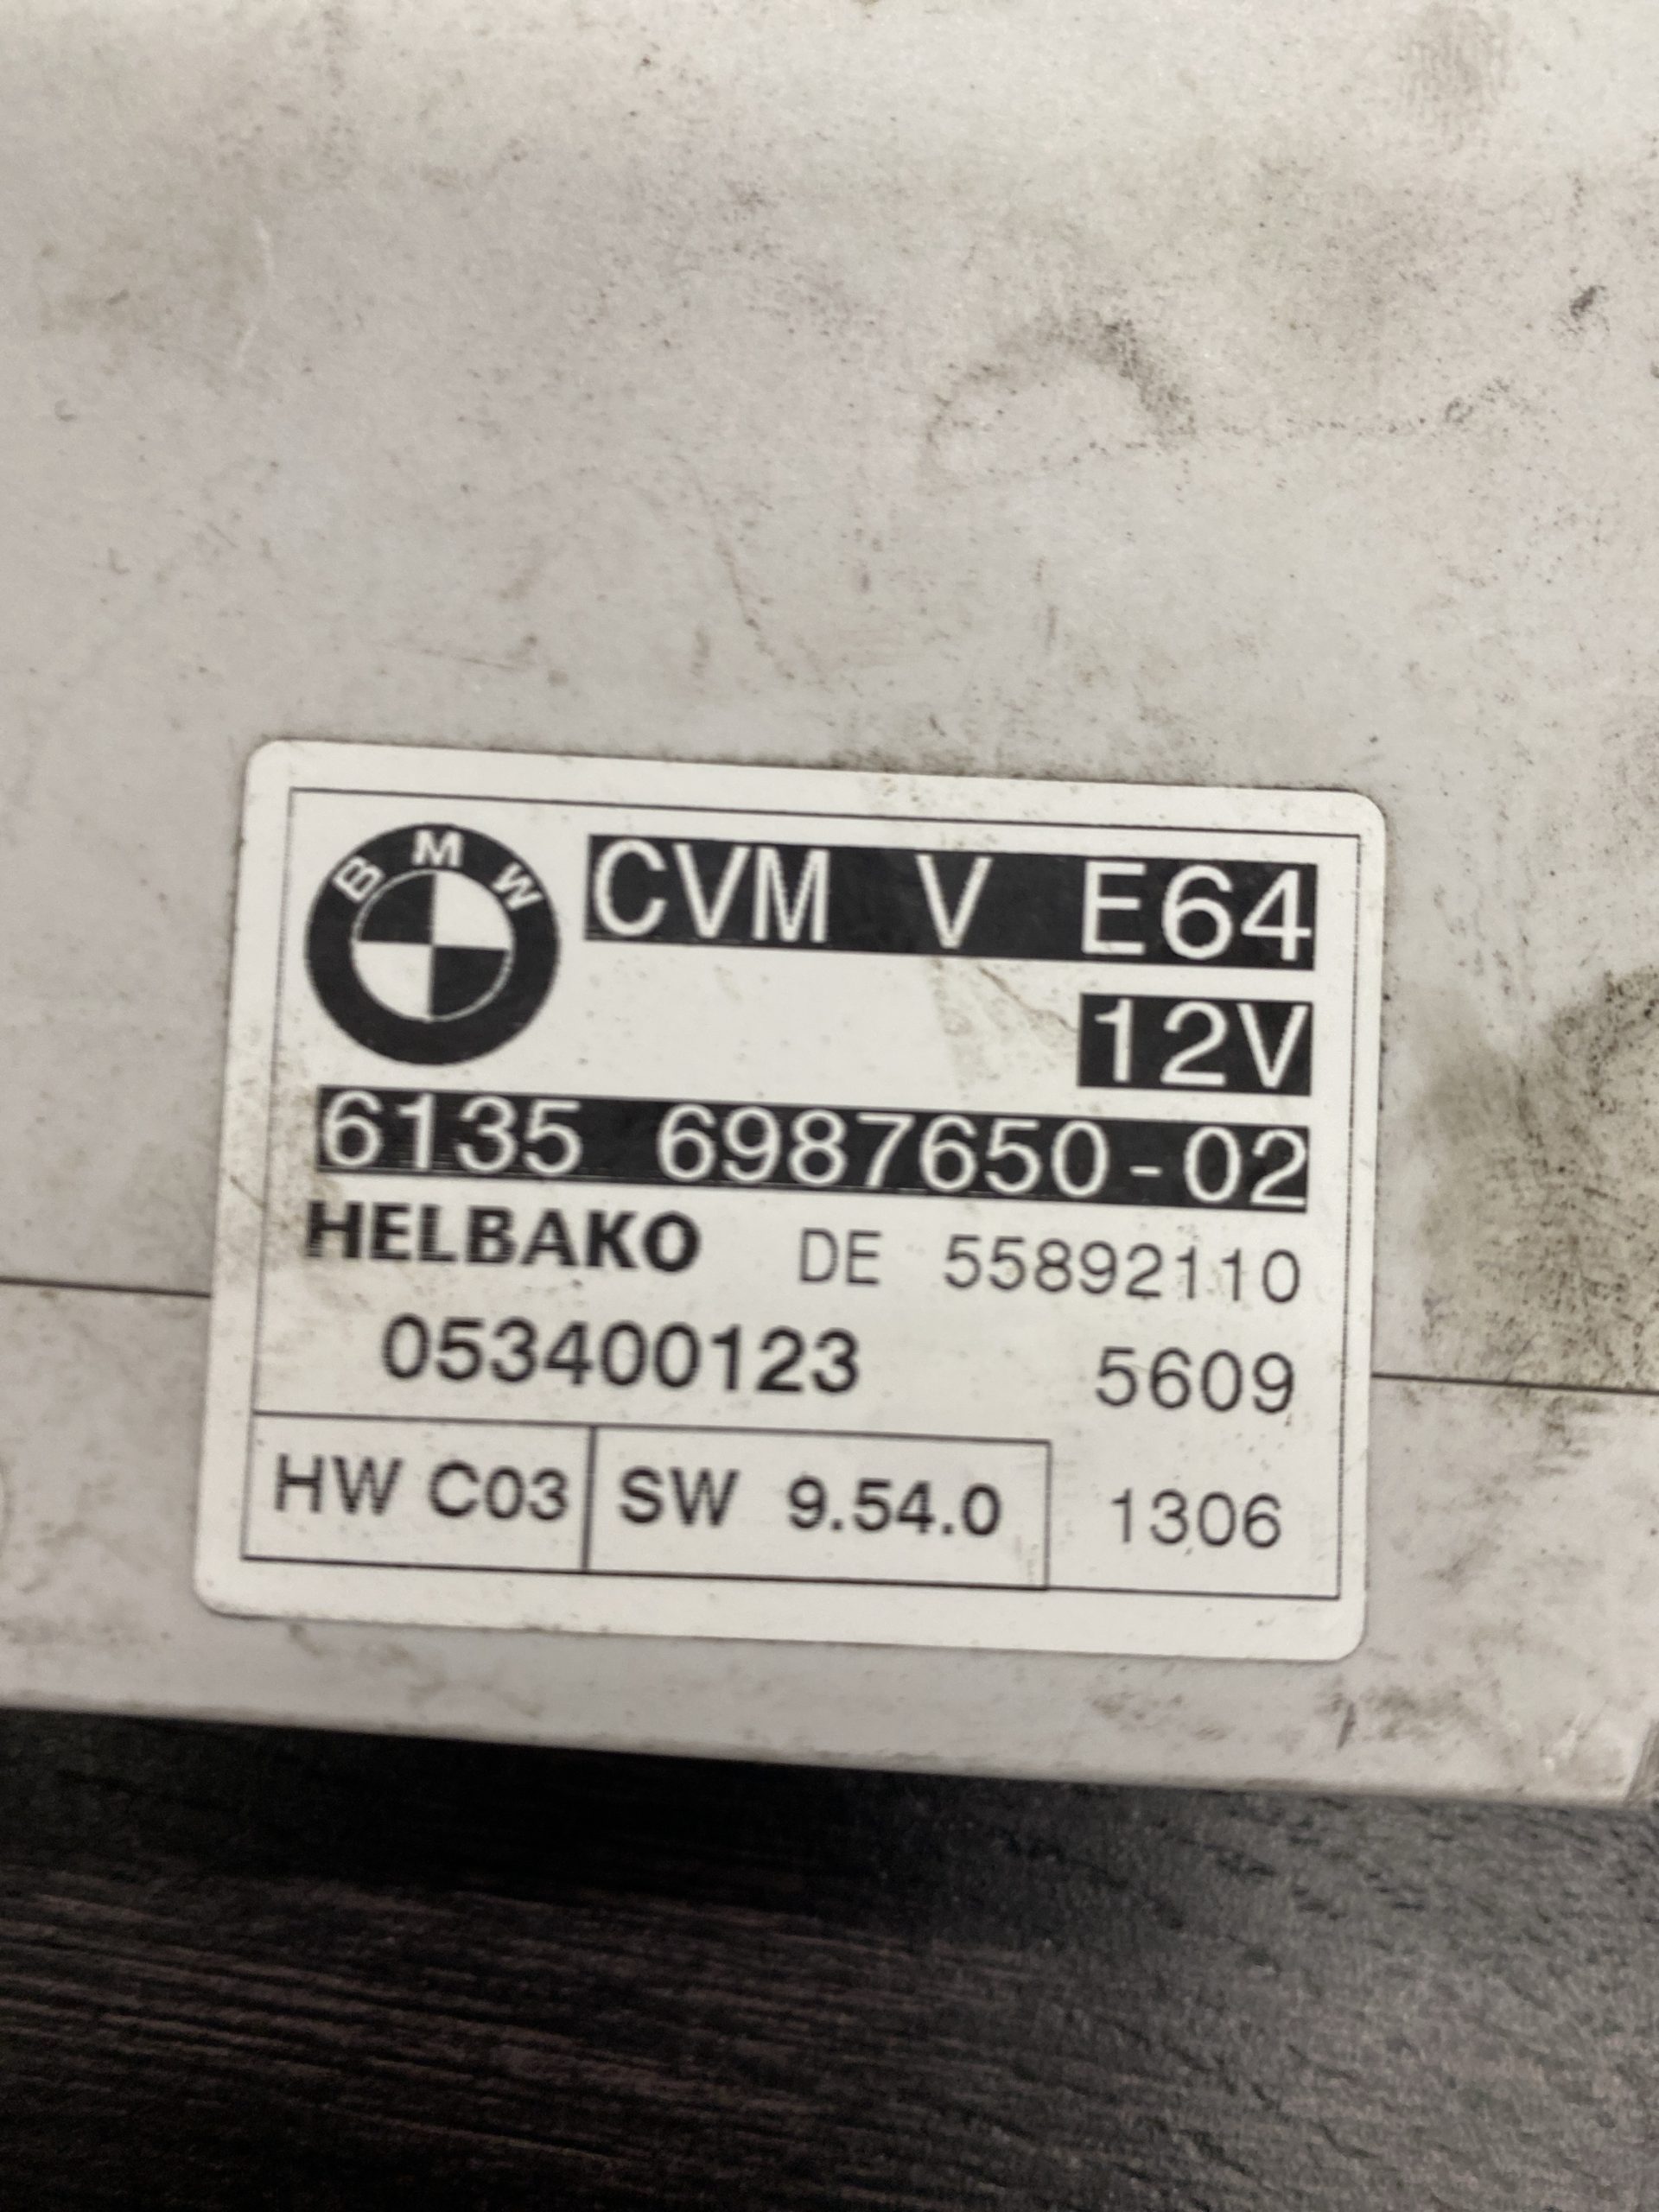 BMW
CVM V E64
12V
6135 6987650-02
HELBAKO DE 55892110
053400123 5609
HW C03 SW 9.54.0 1306